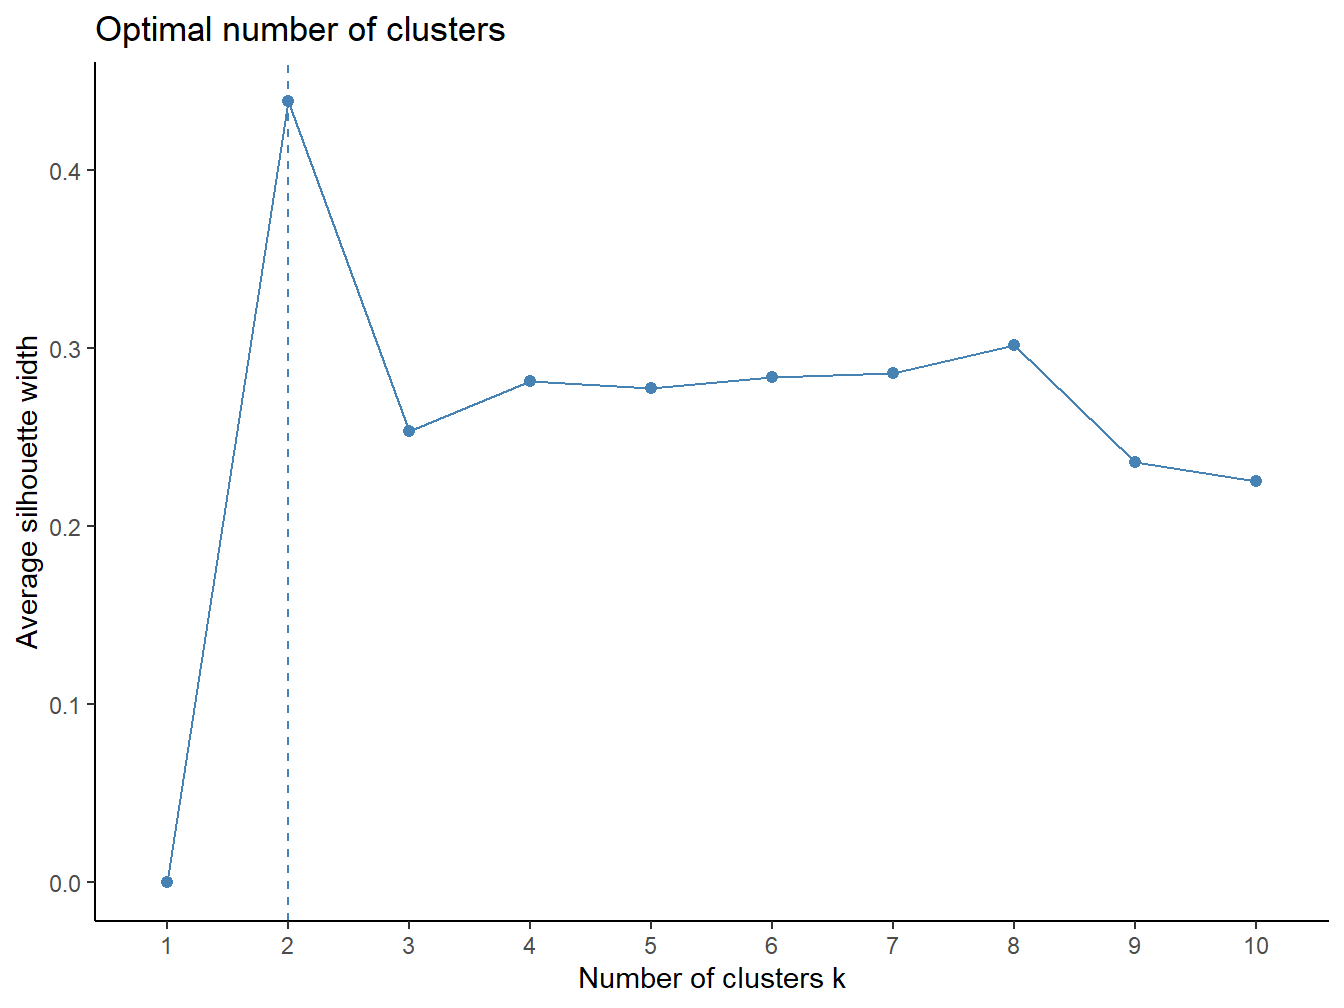 Optimal number of clusters
Average silhouette width
0.4
0.3
0.2
0.1
0.0
1 2 3 4 5 6 7 8 9 10
Number of clusters k